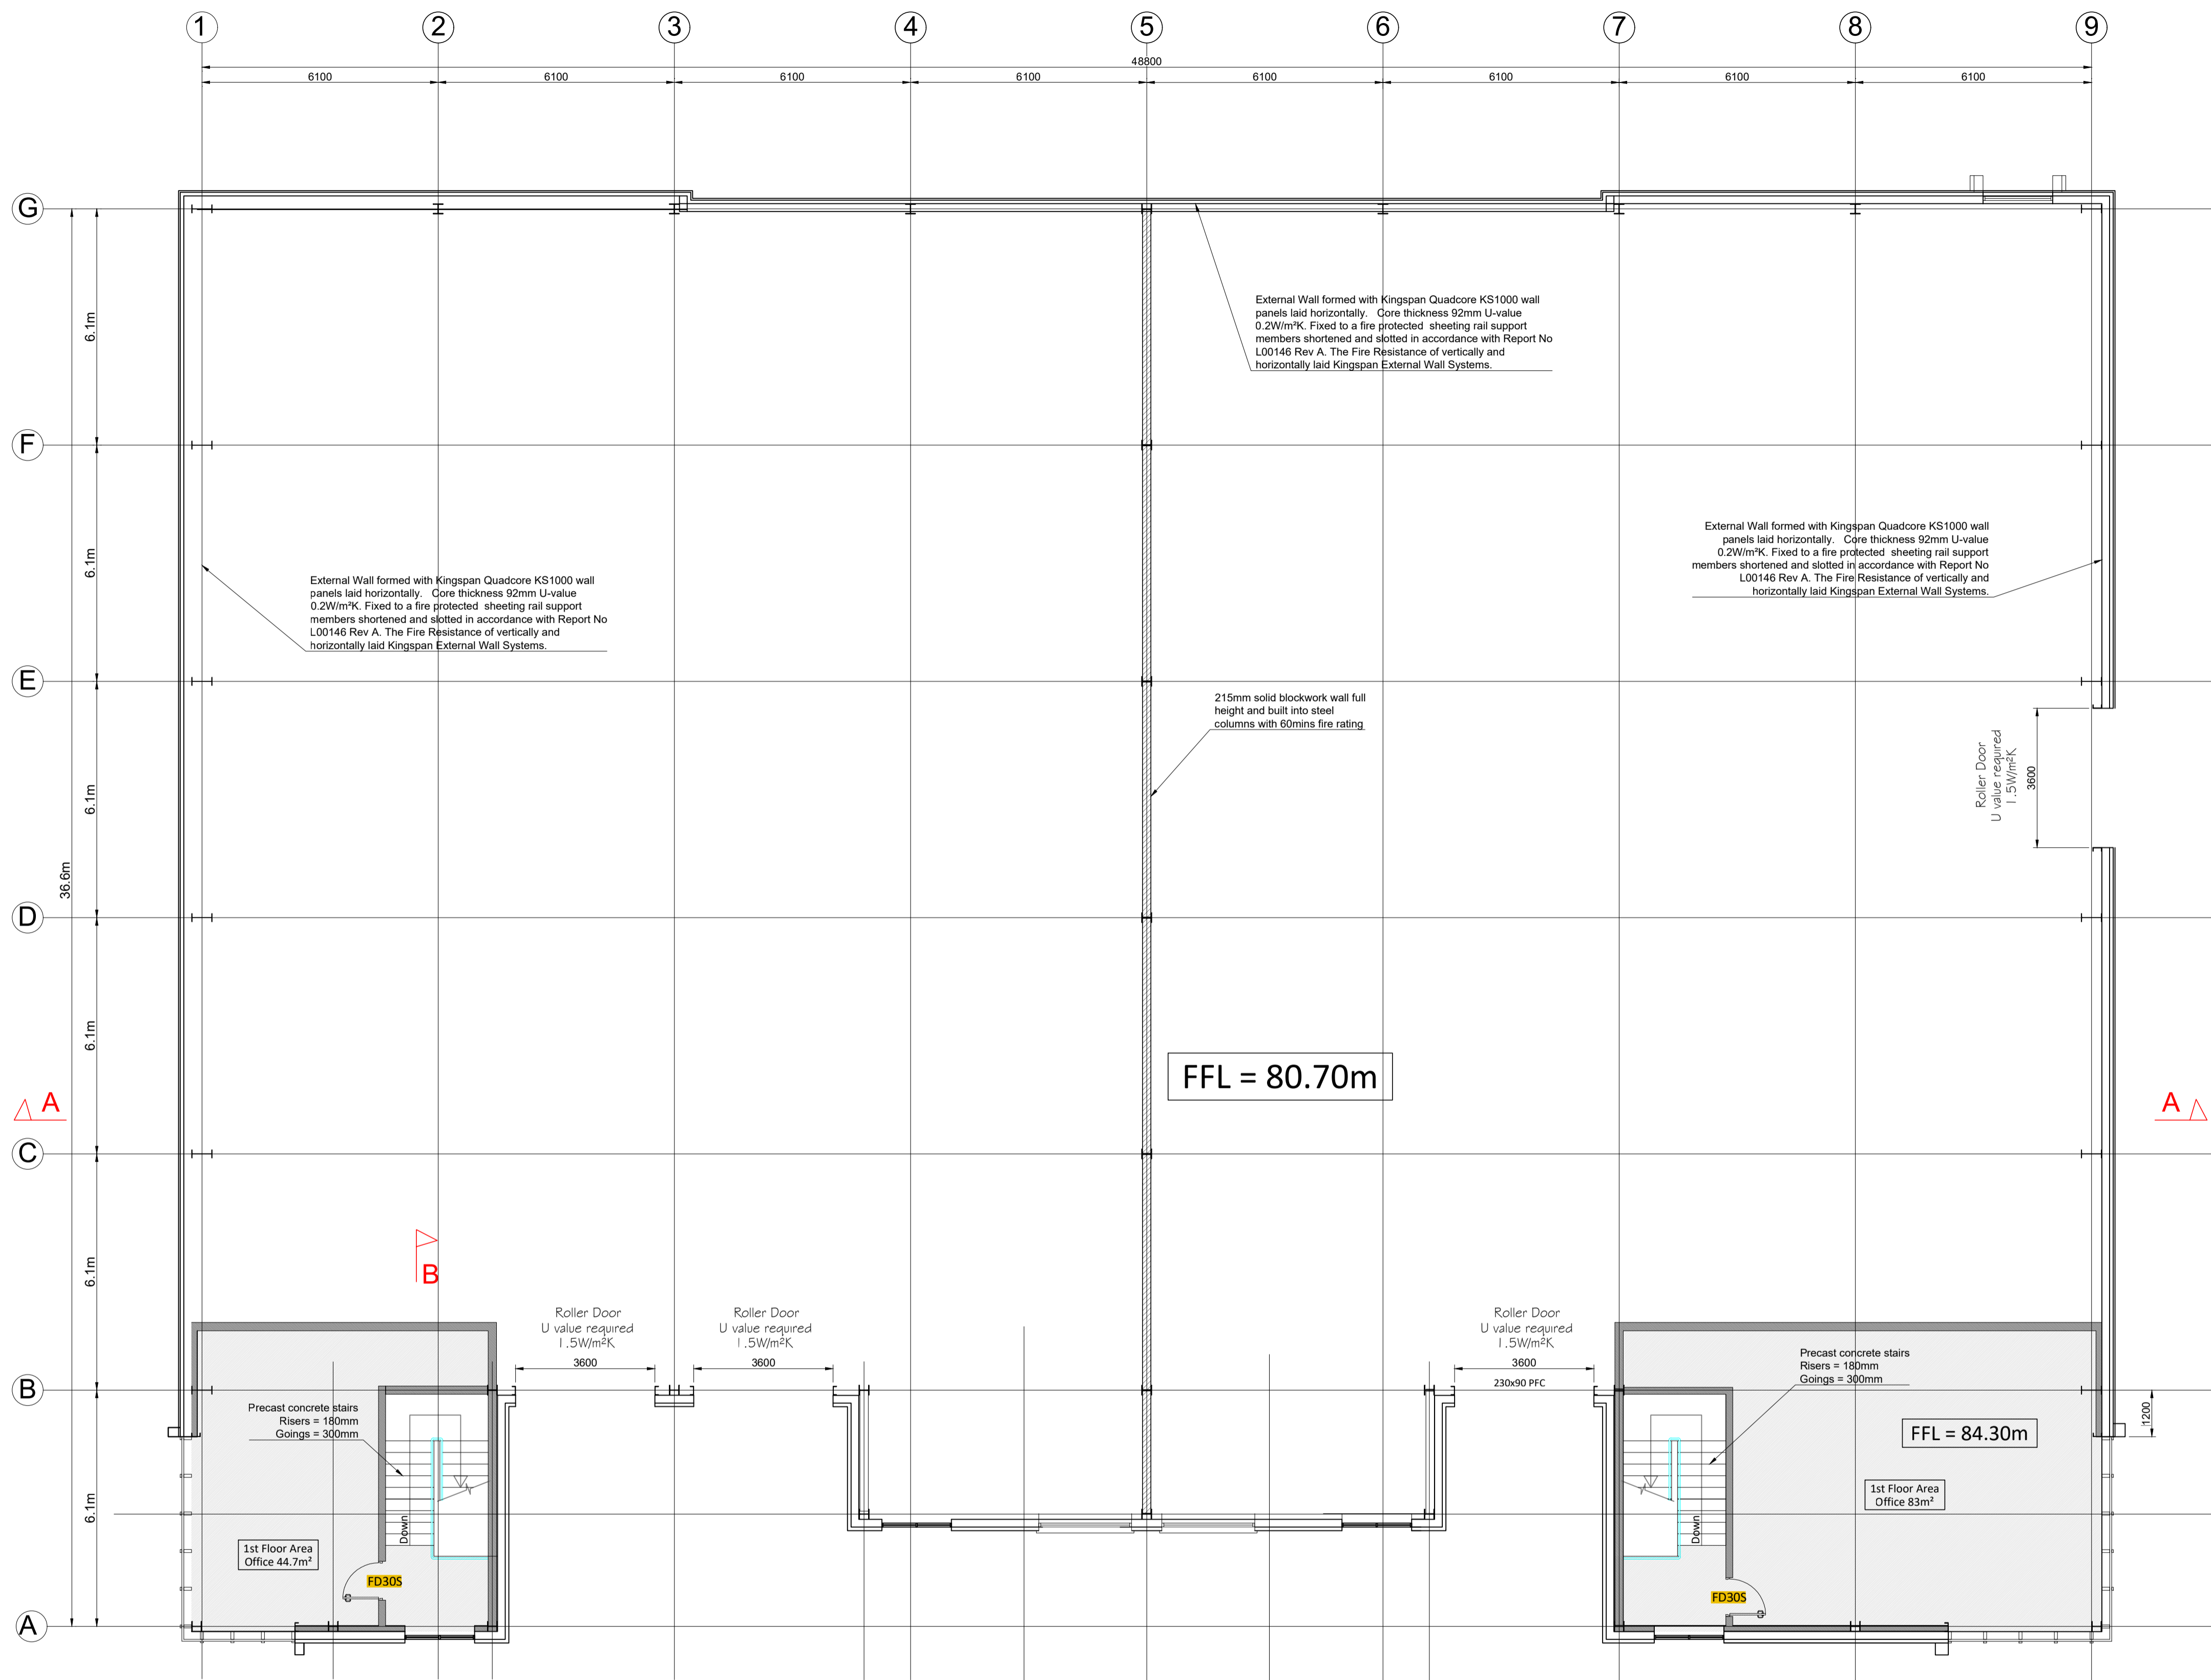 1 2 3 4 5 6 7 8 9
48800
6100 6100 6100 6100 6100 6100 6100 6100
G
6.1m
External Wall formed with Kingspan Quadcore KS1000 wall
panels laid horizontally. Core thickness 92mm U-value
0.2W/m²K. Fixed to a fire protected sheeting rail support
members shortened and slotted in accordance with Report No
L00146 Rev A. The Fire Resistance of vertically and
horizontally laid Kingspan External Wall Systems.
F
6.1m
External Wall formed with Kingspan Quadcore KS1000 wall
panels laid horizontally. Core thickness 92mm U-value
0.2W/m²K. Fixed to a fire protected sheeting rail support
members shortened and slotted in accordance with Report No
L00146 Rev A. The Fire Resistance of vertically and
horizontally laid Kingspan External Wall Systems.
External Wall formed with Kingspan Quadcore KS1000 wall
panels laid horizontally. Core thickness 92mm U-value
0.2W/m²K. Fixed to a fire protected sheeting rail support
members shortened and slotted in accordance with Report No
L00146 Rev A. The Fire Resistance of vertically and
horizontally laid Kingspan External Wall Systems.
E
6.1m
215mm solid blockwork wall full
height and built into steel
columns with 60mins fire rating
Roller Door
U value required
1.5W/m²K
3600
36.6m
D
6.1m
FFL = 80.70m
A
A
C
6.1m
B
Roller Door
U value required
1.5W/m²K
3600
Roller Door
U value required
1.5W/m²K
3600
Roller Door
U value required
1.5W/m²K
3600
230x90 PFC
B
6.1m
Precast concrete stairs
Risers = 180mm
Goings = 300mm
Down
1st Floor Area
Office 44.7m²
FD30S
Precast concrete stairs
Risers = 180mm
Goings = 300mm
1200
FFL = 84.30m
1st Floor Area
Office 83m²
Down
FD30S
A